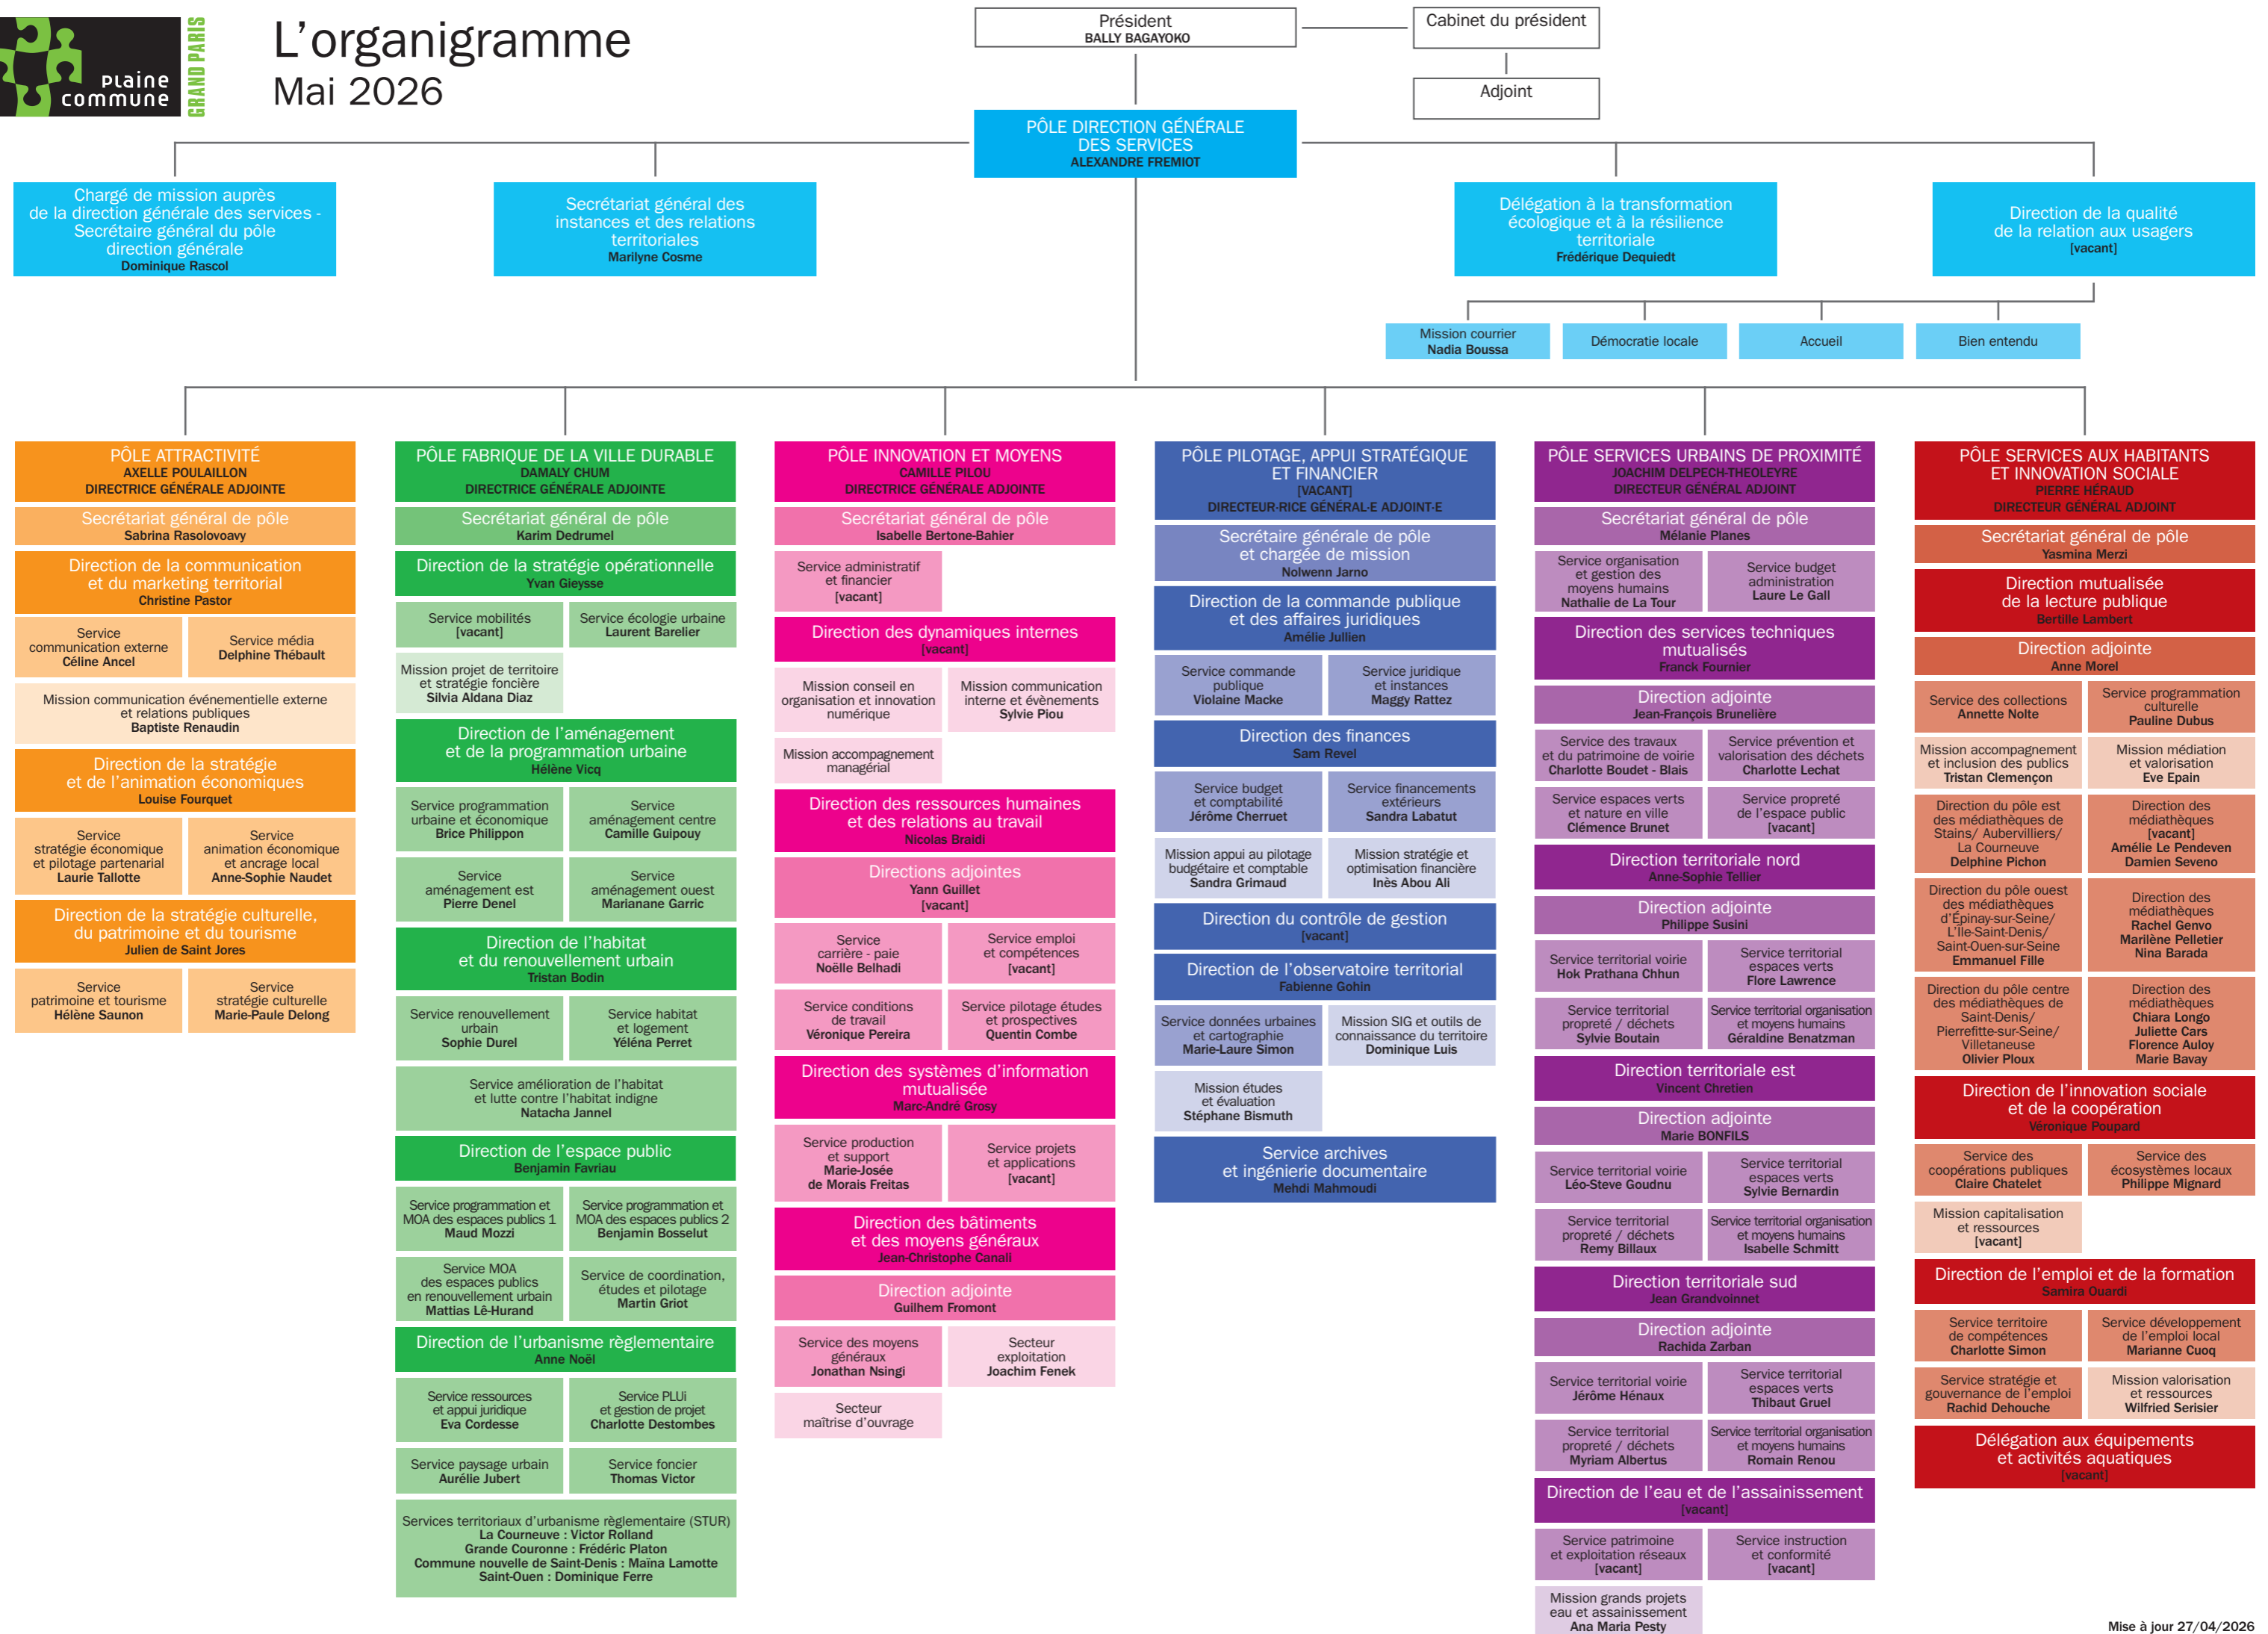 plaine
commune
GRAND PARIS
L'organigramme
Mai 2026
Président
BALLY BAGAYOKO
Cabinet du président
Adjoint
PÔLE DIRECTION GÉNÉRALE
DES SERVICES
ALEXANDRE FREMIOT
Chargé de mission auprès
de la direction générale des services -
Secrétaire général du pôle
direction générale
Dominique Rascol
Secrétariat général des
instances et des relations
territoriales
Marilyne Cosme
Délégation à la transformation
écologique et à la résilience
territoriale
Frédérique Dequiedt
Direction de la qualité
de la relation aux usagers
[vacant]
Mission courrier
Nadia Boussa
Démocratie locale
Accueil
Bien entendu
PÔLE ATTRACTIVITÉ
AXELLE POULAILLON
DIRECTRICE GÉNÉRALE ADJOINTE
Secrétariat général de pôle
Sabrina Rasolovoavy
Direction de la communication
et du marketing territorial
Christine Pastor
Service
communication externe
Céline Ancel
Service média
Delphine Thébault
Mission communication événementielle externe
et relations publiques
Baptiste Renaudin
Direction de la stratégie
et de l'animation économiques
Louise Fourquet
Service
stratégie économique
et pilotage partenarial
Laurie Tallotte
Service
animation économique
et ancrage local
Anne-Sophie Naudet
Direction de la stratégie culturelle,
du patrimoine et du tourisme
Julien de Saint Jores
Service
patrimoine et tourisme
Hélène Saunon
Service
stratégie culturelle
Marie-Paule Delong
PÔLE FABRIQUE DE LA VILLE DURABLE
DAMALY CHUM
DIRECTRICE GÉNÉRALE ADJOINTE
Secrétariat général de pôle
Karim Dedrumel
Direction de la stratégie opérationnelle
Yvan Gieysse
Service mobilités
[vacant]
Service écologie urbaine
Laurent Barelier
Mission projet de territoire
et stratégie foncière
Silvia Aldana Diaz
Direction de l'aménagement
et de la programmation urbaine
Hélène Vicq
Service programmation
urbaine et économique
Brice Philippon
Service
aménagement centre
Camille Guipouy
Service
aménagement est
Pierre Denel
Service
aménagement ouest
Marianane Garric
Direction de l'habitat
et du renouvellement urbain
Tristan Bodin
Service renouvellement
urbain
Sophie Durel
Service habitat
et logement
Yéléna Perret
Service amélioration de l'habitat
et lutte contre l'habitat indigne
Natacha Jannel
Direction de l'espace public
Benjamin Favriau
Service programmation et
MOA des espaces publics 1
Maud Mozzi
Service programmation et
MOA des espaces publics 2
Benjamin Bosselut
Service MOA
des espaces publics
en renouvellement urbain
Mattias Lê-Hurand
Service de coordination,
études et pilotage
Martin Griot
Direction de l'urbanisme règlementaire
Anne Noël
Service ressources
et appui juridique
Eva Cordesse
Service PLUi
et gestion de projet
Charlotte Destombes
Service paysage urbain
Aurélie Jubert
Service foncier
Thomas Victor
Services territoriaux d'urbanisme règlementaire (STUR)
La Courneuve : Victor Rolland
Grande Couronne : Frédéric Platon
Commune nouvelle de Saint-Denis : Maïna Lamotte
Saint-Ouen : Dominique Ferre
PÔLE INNOVATION ET MOYENS
CAMILLE PILOU
DIRECTRICE GÉNÉRALE ADJOINTE
Secrétariat général de pôle
Isabelle Bertone-Bahier
Service administratif
et financier
[vacant]
Direction des dynamiques internes
[vacant]
Mission conseil en
organisation et innovation
numérique
Mission communication
interne et évènements
Sylvie Piou
Mission accompagnement
managérial
Direction des ressources humaines
et des relations au travail
Nicolas Braidi
Directions adjointes
Yann Guillet
[vacant]
Service
carrière - paie
Noëlle Belhadi
Service emploi
et compétences
[vacant]
Service conditions
de travail
Véronique Pereira
Service pilotage études
et prospectives
Quentin Combe
Direction des systèmes d'information
mutualisée
Marc-André Grosy
Service production
et support
Marie-Josée
de Morais Freitas
Service projets
et applications
[vacant]
Direction des bâtiments
et des moyens généraux
Jean-Christophe Canali
Direction adjointe
Guilhem Fromont
Service des moyens
généraux
Jonathan Nsingi
Secteur
exploitation
Joachim Fenek
Secteur
maîtrise d'ouvrage
PÔLE PILOTAGE, APPUI STRATÉGIQUE
ET FINANCIER
[VACANT]
DIRECTEUR·RICE GÉNÉRAL·E ADJOINT·E
Secrétaire générale de pôle
et chargée de mission
Nolwenn Jarno
Direction de la commande publique
et des affaires juridiques
Amélie Jullien
Service commande
publique
Violaine Macke
Service juridique
et instances
Maggy Rattez
Direction des finances
Sam Revel
Service budget
et comptabilité
Jérôme Cherruet
Service financements
extérieurs
Sandra Labatut
Mission appui au pilotage
budgétaire et comptable
Sandra Grimaud
Mission stratégie et
optimisation financière
Inès Abou Ali
Direction du contrôle de gestion
[vacant]
Direction de l'observatoire territorial
Fabienne Gohin
Service données urbaines
et cartographie
Marie-Laure Simon
Mission SIG et outils de
connaissance du territoire
Dominique Luis
Mission études
et évaluation
Stéphane Bismuth
Service archives
et ingénierie documentaire
Mehdi Mahmoudi
PÔLE SERVICES URBAINS DE PROXIMITÉ
JOACHIM DELPECH-THEOLEYRE
DIRECTEUR GÉNÉRAL ADJOINT
Secrétariat général de pôle
Mélanie Planes
Service organisation
et gestion des
moyens humains
Nathalie de La Tour
Service budget
administration
Laure Le Gall
Direction des services techniques
mutualisés
Franck Fournier
Direction adjointe
Jean-François Brunelière
Service des travaux
et du patrimoine de voirie
Charlotte Boudet - Blais
Service prévention et
valorisation des déchets
Charlotte Lechat
Service espaces verts
et nature en ville
Clémence Brunet
Service propreté
de l'espace public
[vacant]
Direction territoriale nord
Anne-Sophie Tellier
Direction adjointe
Philippe Susini
Service territorial voirie
Hok Prathana Chhun
Service territorial
espaces verts
Flore Lawrence
Service territorial
propreté / déchets
Sylvie Boutain
Service territorial organisation
et moyens humains
Géraldine Benatzman
Direction territoriale est
Vincent Chretien
Direction adjointe
Marie BONFILS
Service territorial voirie
Léo-Steve Goudnu
Service territorial
espaces verts
Sylvie Bernardin
Service territorial
propreté / déchets
Remy Billaux
Service territorial organisation
et moyens humains
Isabelle Schmitt
Direction territoriale sud
Jean Grandvoinnet
Direction adjointe
Rachida Zarban
Service territorial voirie
Jérôme Hénaux
Service territorial
espaces verts
Thibaut Gruel
Service territorial
propreté / déchets
Myriam Albertus
Service territorial organisation
et moyens humains
Romain Renou
Direction de l'eau et de l'assainissement
[vacant]
Service patrimoine
et exploitation réseaux
[vacant]
Service instruction
et conformité
[vacant]
Mission grands projets
eau et assainissement
Ana Maria Pesty
PÔLE SERVICES AUX HABITANTS
ET INNOVATION SOCIALE
PIERRE HÉRAUD
DIRECTEUR GÉNÉRAL ADJOINT
Secrétariat général de pôle
Yasmina Merzi
Direction mutualisée
de la lecture publique
Bertille Lambert
Direction adjointe
Anne Morel
Service des collections
Annette Nolte
Service programmation
culturelle
Pauline Dubus
Mission accompagnement
et inclusion des publics
Tristan Clemençon
Mission médiation
et valorisation
Eve Epain
Direction du pôle est
des médiathèques de
Stains/ Aubervilliers/
La Courneuve
Delphine Pichon
Direction des
médiathèques
[vacant]
Amélie Le Pendeven
Damien Seveno
Direction du pôle ouest
des médiathèques
d'Épinay-sur-Seine/
L'Île-Saint-Denis/
Saint-Ouen-sur-Seine
Emmanuel Fille
Direction des
médiathèques
Rachel Genvo
Marilène Pelletier
Nina Barada
Direction du pôle centre
des médiathèques de
Saint-Denis/
Pierrefitte-sur-Seine/
Villetaneuse
Olivier Ploux
Direction des
médiathèques
Chiara Longo
Juliette Cars
Florence Auloy
Marie Bavay
Direction de l'innovation sociale
et de la coopération
Véronique Poupard
Service des
coopérations publiques
Claire Chatelet
Service des
écosystèmes locaux
Philippe Mignard
Mission capitalisation
et ressources
[vacant]
Direction de l'emploi et de la formation
Samira Ouardi
Service territoire
de compétences
Charlotte Simon
Service développement
de l'emploi local
Marianne Cuoq
Service stratégie et
gouvernance de l'emploi
Rachid Dehouche
Mission valorisation
et ressources
Wilfried Serisier
Délégation aux équipements
et activités aquatiques
[vacant]
Mise à jour 27/04/2026